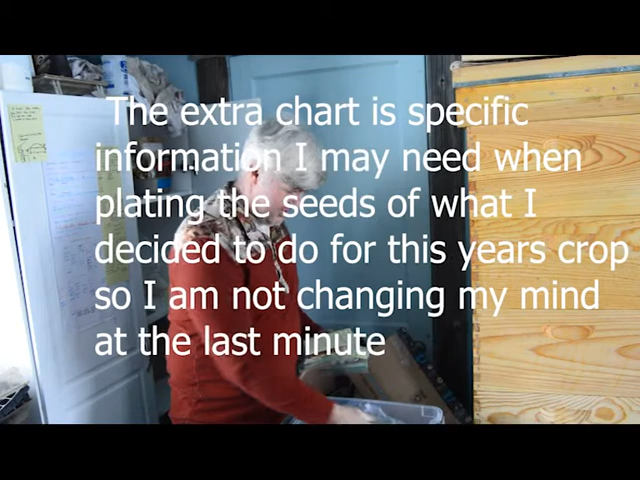 The extra chart is specific
information I may need when
plating the seeds of what I
decided to do for this years crop
so I am not changing my mind
at the last minute